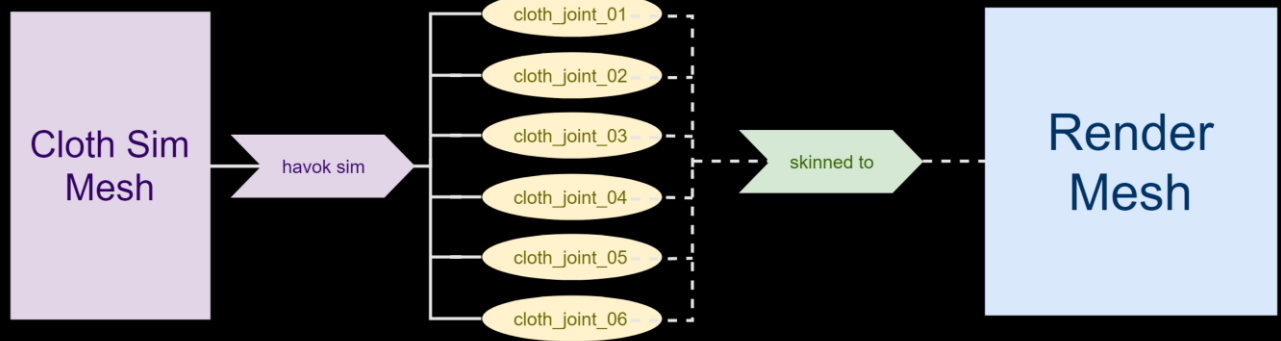 Cloth Sim
Mesh
havok sim
cloth_joint_01
cloth_joint_02
cloth_joint_03
cloth_joint_04
cloth_joint_05
cloth_joint_06
skinned to
Render
Mesh